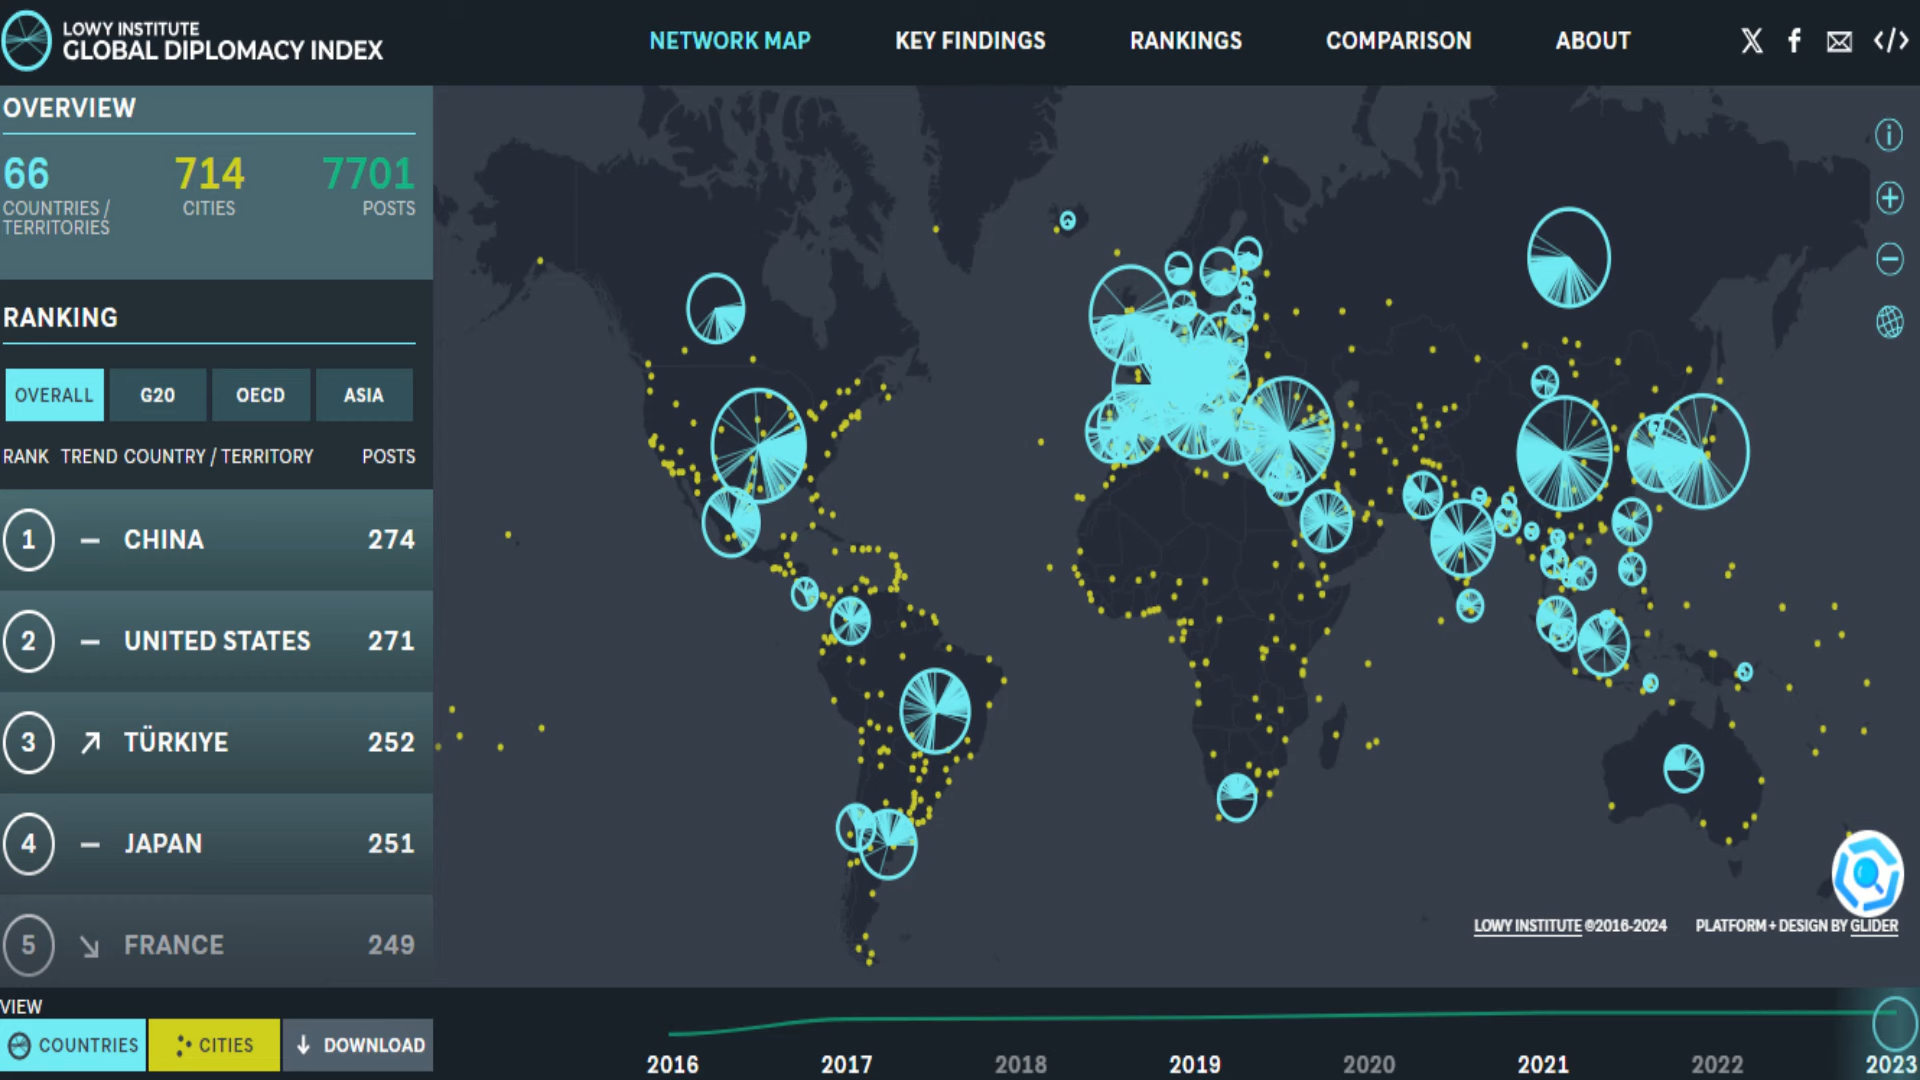 LOWY INSTITUTE
GLOBAL DIPLOMACY INDEX
NETWORK MAP
KEY FINDINGS
RANKINGS
COMPARISON
ABOUT
OVERVIEW
66
COUNTRIES /
TERRITORIES
714
CITIES
7701
POSTS
RANKING
OVERALL
G20
OECD
ASIA
RANK TREND COUNTRY / TERRITORY POSTS
1 CHINA 274
2 UNITED STATES 271
3 TÜRKIYE 252
4 JAPAN 251
5 FRANCE 249
LOWY INSTITUTE ©2016-2024 PLATFORM + DESIGN BY GLIDER
VIEW
COUNTRIES
CITIES
DOWNLOAD
2016 2017 2018 2019 2020 2021 2022 2023